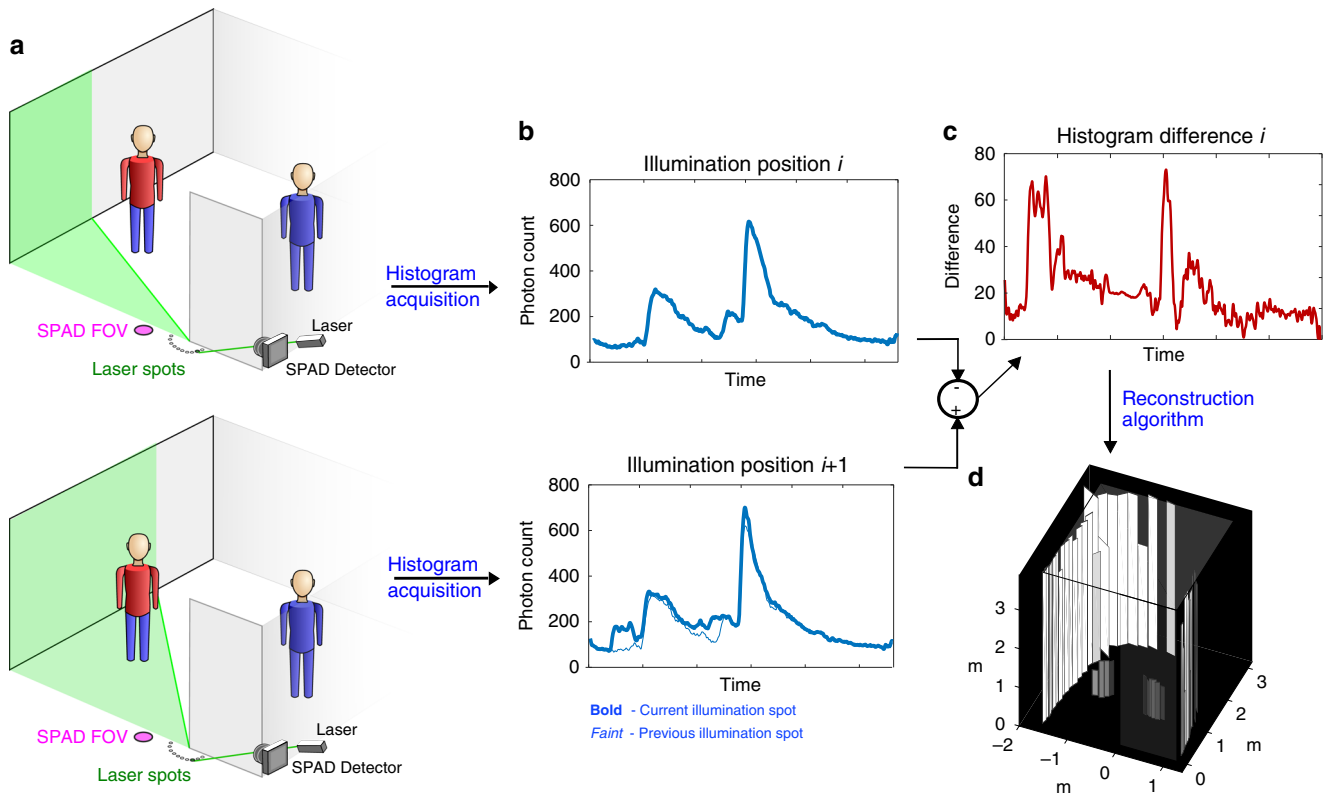 a
SPAD FOV
Laser spots
Laser
SPAD Detector
Histogram
acquisition
SPAD FOV
Laser spots
Laser
SPAD Detector
Histogram
acquisition
b
Illumination position i
800
600
400
200
0
Photon count
Time
Illumination position i+1
800
600
400
200
0
Photon count
Time
Bold - Current illumination spot
Faint - Previous illumination spot
-
+
c
Histogram difference i
80
60
40
20
0
Difference
Time
Reconstruction
algorithm
d
3
2
1
0
m
–2
–1
0
1
m
0
1
2
3
m